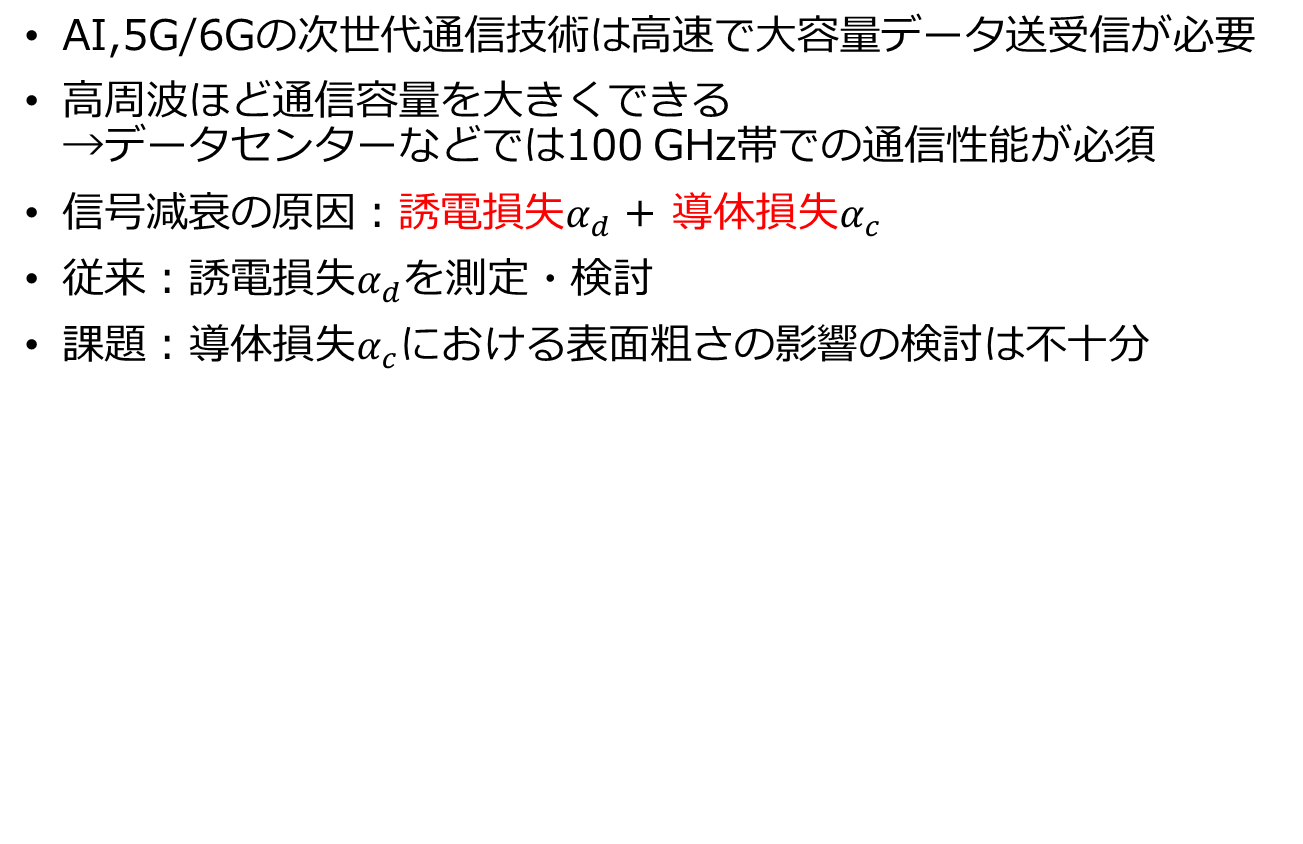 • AI,5G/6Gの次世代通信技術は高速で大容量データ送受信が必要
• 高周波ほど通信容量を大きくできる
→データセンターなどでは100 GHz帯での通信性能が必須
• 信号減衰の原因：誘電損失α_d + 導体損失α_c
• 従来：誘電損失α_dを測定・検討
• 課題：導体損失α_cにおける表面粗さの影響の検討は不十分